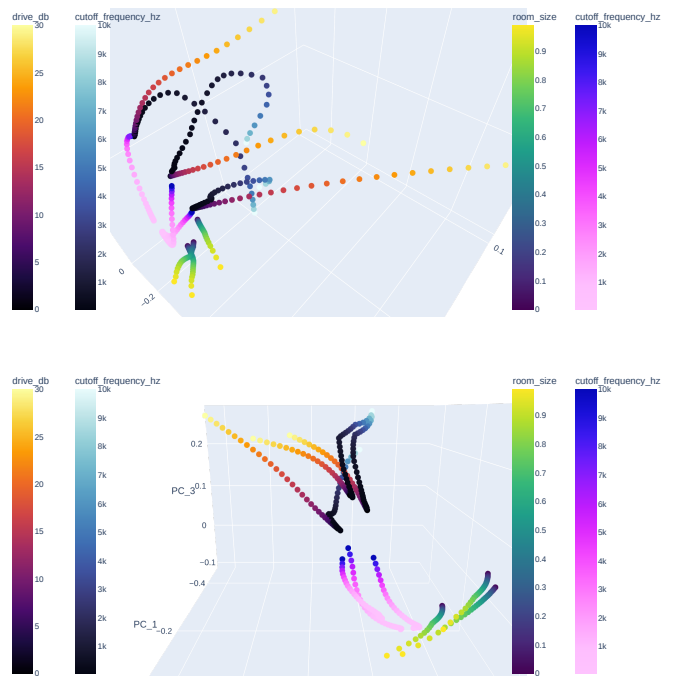 drive_db cutoff_frequency_hz room_size cutoff_frequency_hz
30 10k 10k
9k 0.9 9k
25
8k 0.8 8k
20 7k 0.7 7k
6k 0.6 6k
15
5k 0.5 5k
4k 0.4 4k
10
3k 0.3 3k
5 2k 0.2 2k
0 0.1
1k −0.2 0.1 1k
0 0
drive_db cutoff_frequency_hz room_size cutoff_frequency_hz
30 10k 10k
9k 0.9 9k
25
8k 0.2 0.8 8k
20 7k PC_3 0.1 0.7 7k
6k 0 0.6 6k
15
5k −0.1 0.5 5k
−0.4
4k 0.4 4k
10
3k 0.3 3k
PC_1 −0.2
5 2k 0.2 2k
1k 0.1 1k
0 0